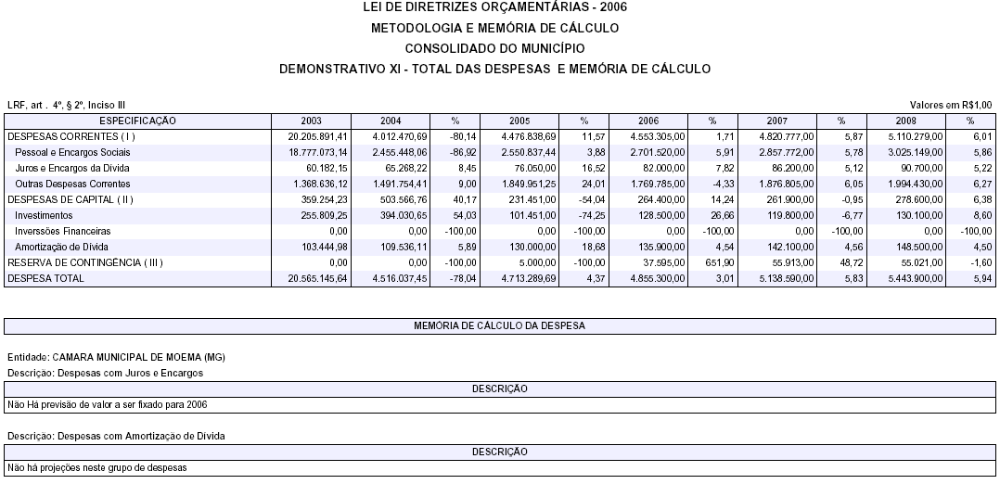 LEI DE DIRETRIZES ORÇAMENTÁRIAS - 2006
METODOLOGIA E MEMÓRIA DE CÁLCULO
CONSOLIDADO DO MUNICÍPIO
DEMONSTRATIVO XI - TOTAL DAS DESPESAS E MEMÓRIA DE CÁLCULO
LRF, art . 4º, § 2º, Inciso III Valores em R$1,00
ESPECIFICAÇÃO 2003 2004 % 2005 % 2006 % 2007 % 2008 %
DESPESAS CORRENTES ( I ) 20.205.891,41 4.012.470,69 -80,14 4.476.838,69 11,57 4.553.305,00 1,71 4.820.777,00 5,87 5.110.279,00 6,01
Pessoal e Encargos Sociais 18.777.073,14 2.455.448,06 -86,92 2.550.837,44 3,88 2.701.520,00 5,91 2.857.772,00 5,78 3.025.149,00 5,86
Juros e Encargos da Dívida 60.182,15 65.268,22 8,45 76.050,00 16,52 82.000,00 7,82 86.200,00 5,12 90.700,00 5,22
Outras Despesas Correntes 1.368.636,12 1.491.754,41 9,00 1.849.951,25 24,01 1.769.785,00 -4,33 1.876.805,00 6,05 1.994.430,00 6,27
DESPESAS DE CAPITAL ( II ) 359.254,23 503.566,76 40,17 231.451,00 -54,04 264.400,00 14,24 261.900,00 -0,95 278.600,00 6,38
Investimentos 255.809,25 394.030,65 54,03 101.451,00 -74,25 128.500,00 26,66 119.800,00 -6,77 130.100,00 8,60
Inverssões Financeiras 0,00 0,00 -100,00 0,00 -100,00 0,00 -100,00 0,00 -100,00 0,00 -100,00
Amortização de Dívida 103.444,98 109.536,11 5,89 130.000,00 18,68 135.900,00 4,54 142.100,00 4,56 148.500,00 4,50
RESERVA DE CONTINGÊNCIA ( III ) 0,00 0,00 -100,00 5.000,00 -100,00 37.595,00 651,90 55.913,00 48,72 55.021,00 -1,60
DESPESA TOTAL 20.565.145,64 4.516.037,45 -78,04 4.713.289,69 4,37 4.855.300,00 3,01 5.138.590,00 5,83 5.443.900,00 5,94
MEMÓRIA DE CÁLCULO DA DESPESA
Entidade: CAMARA MUNICIPAL DE MOEMA (MG)
Descrição: Despesas com Juros e Encargos
DESCRIÇÃO
Não Há previsão de valor a ser fixado para 2006
Descrição: Despesas com Amortização de Dívida
DESCRIÇÃO
Não há projeções neste grupo de despesas